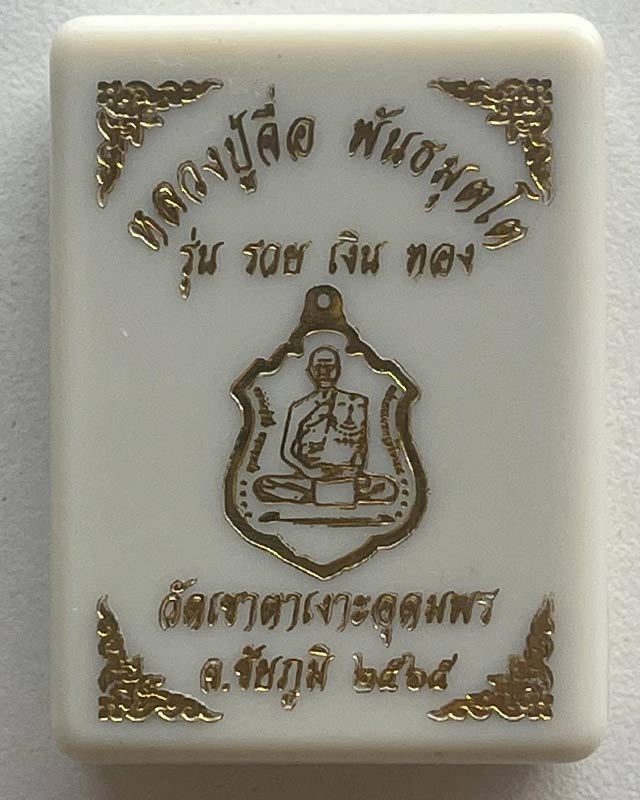 หลวงปู่จื่อ พันธมุตโต
รุ่น รวย เงิน ทอง
วัดเขาตาเงาะอุดมพร
จ.ชัยภูมิ ๒๕๖๕